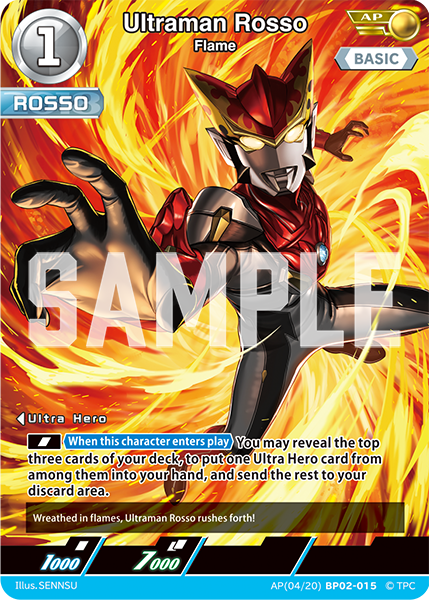 Ultraman Rosso
Flame
AP
1
BASIC
ROSSO
SAMPLE
Ultra Hero
When this character enters play You may reveal the top
three cards of your deck, to put one Ultra Hero card from
among them into your hand, and send the rest to your
discard area.
Wreathed in flames, Ultraman Rosso rushes forth!
1000 7000
Illus.SENNSU AP(04/20) BP02-015 © TPC